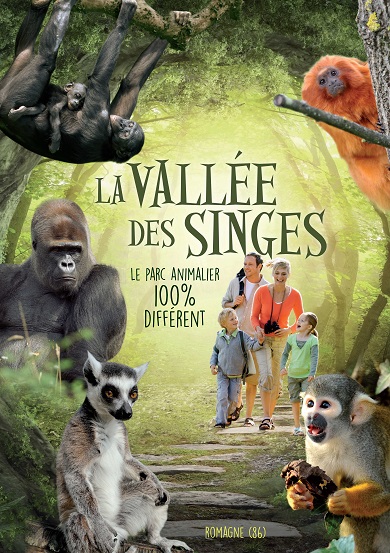 LA VALLÉE
DES SINGES
LE PARC ANIMALIER
100%
DIFFÉRENT
ROMAGNE (86)